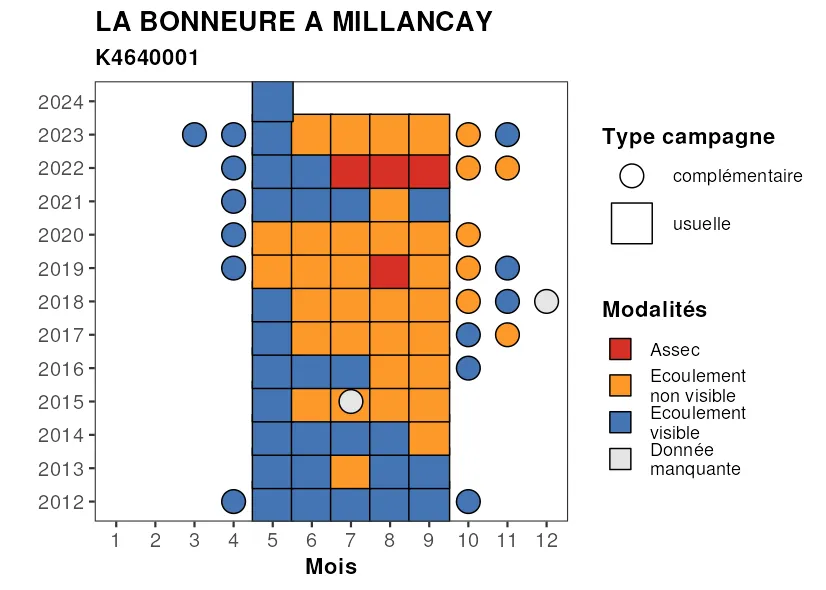 LA BONNEURE A MILLANCAY
K4640001
2024
2023
2022
2021
2020
2019
2018
2017
2016
2015
2014
2013
2012
1 2 3 4 5 6 7 8 9 10 11 12
Mois
Type campagne
complémentaire
usuelle
Modalités
Assec
Ecoulement
non visible
Ecoulement
visible
Donnée
manquante